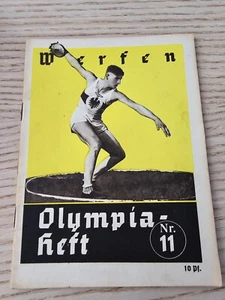 Werfen
Olympia-
Heft
Nr.
11
10 Pf.